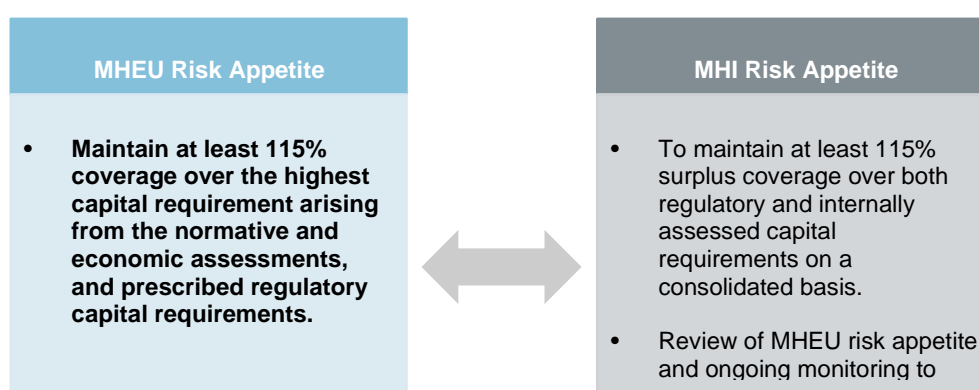 MHEU Risk Appetite
• Maintain at least 115%
coverage over the highest
capital requirement arising
from the normative and
economic assessments,
and prescribed regulatory
capital requirements.
MHI Risk Appetite
• To maintain at least 115%
surplus coverage over both
regulatory and internally
assessed capital
requirements on a
consolidated basis.
• Review of MHEU risk appetite
and ongoing monitoring to